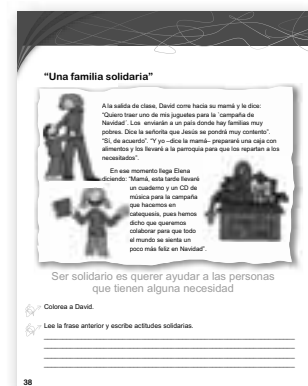 “Una familia solidaria”
A la salida de clase, David corre hacia su mamá y le dice:
“Quiero traer uno de mis juguetes para la ´campaña de
Navidad´. Los enviarán a un país donde hay familias muy
pobres. Dice la señorita que Jesús se pondrá muy contento”.
“Sí, de acuerdo”. “Y yo –dice la mamá– prepararé una caja con
alimentos y los llevaré a la parroquia para que los repartan a los
necesitados”.
En ese momento llega Elena
diciendo: “Mamá, esta tarde llevaré
un cuaderno y un CD de
música para la campaña
que hacemos en
catequesis, pues hemos
dicho que queremos
colaborar para que todo
el mundo se sienta un
poco más feliz en Navidad”.
Ser solidario es querer ayudar a las personas
que tienen alguna necesidad
Colorea a David.
Lee la frase anterior y escribe actitudes solidarias.
38